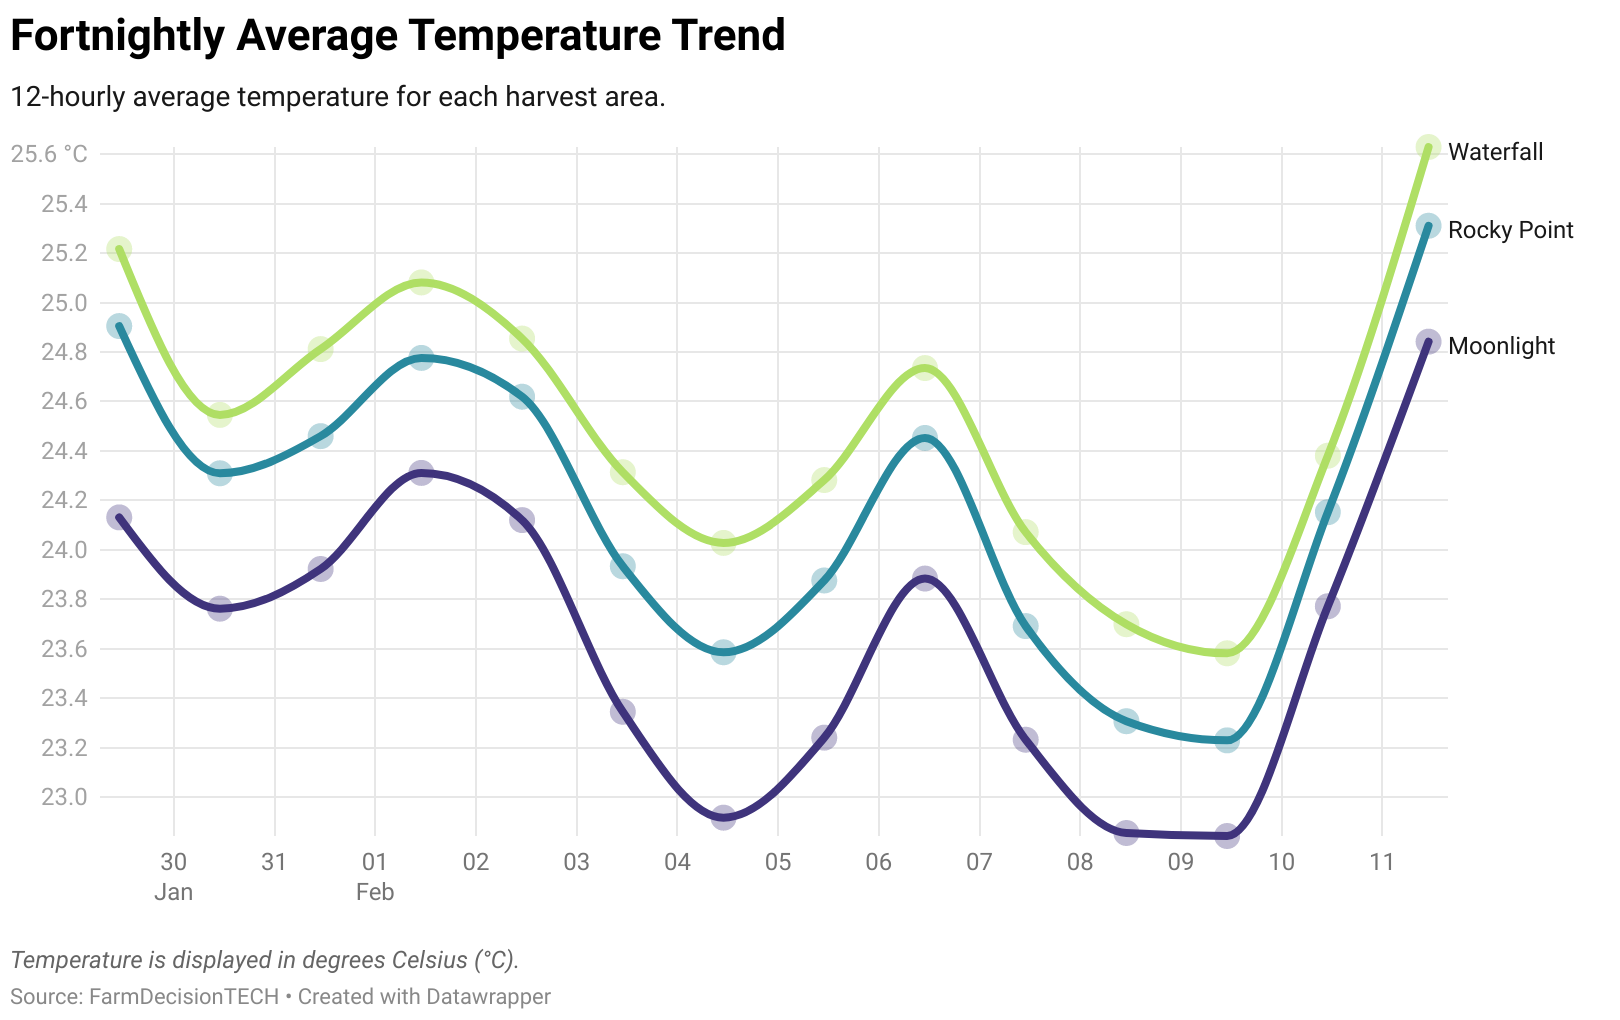 Fortnightly Average Temperature Trend
12-hourly average temperature for each harvest area.
25.6 °C
25.4
25.2
25.0
24.8
24.6
24.4
24.2
24.0
23.8
23.6
23.4
23.2
23.0
Waterfall
Rocky Point
Moonlight
30 31 01 02 03 04 05 06 07 08 09 10 11
Jan Feb
Temperature is displayed in degrees Celsius (°C).
Source: FarmDecisionTECH • Created with Datawrapper